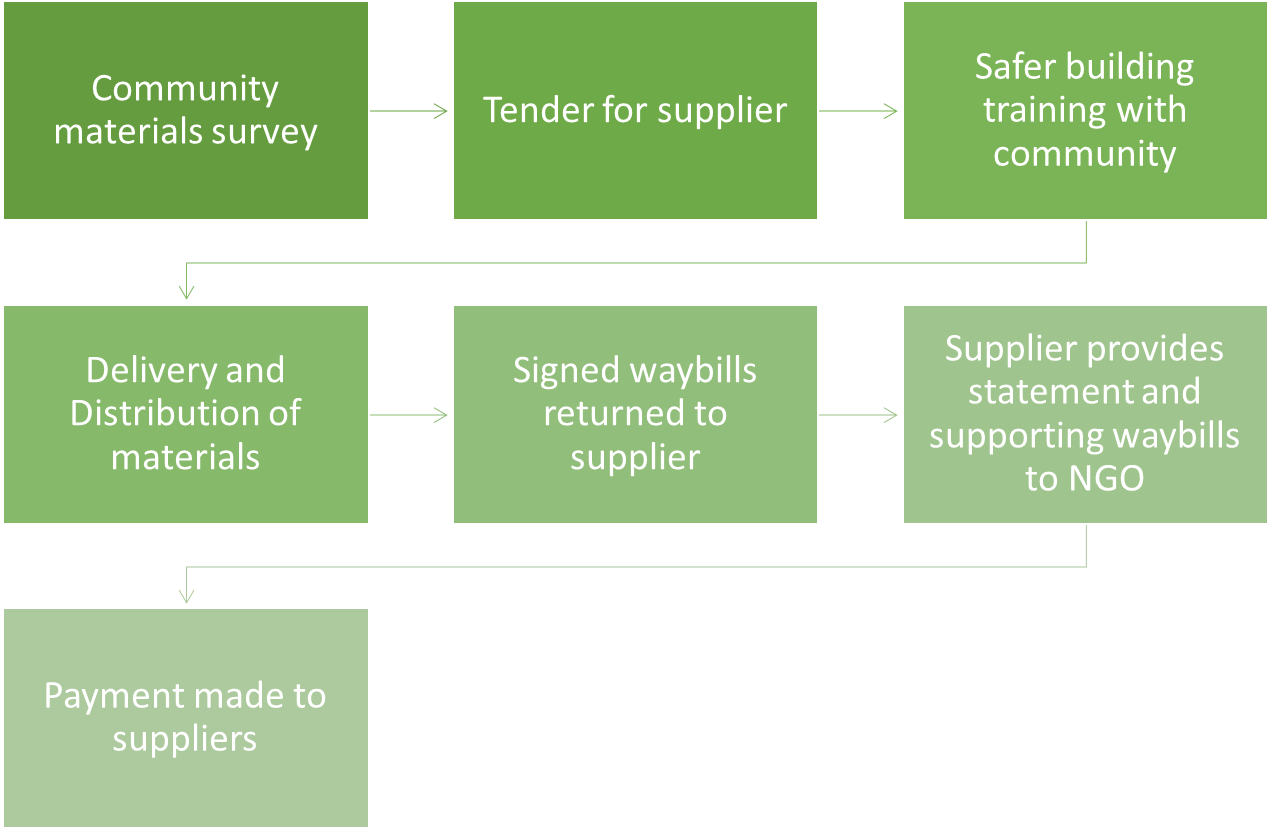 Community
materials survey
Tender for supplier
Safer building
training with
community
Delivery and
Distribution of
materials
Signed waybills
returned to
supplier
Supplier provides
statement and
supporting waybills
to NGO
Payment made to
suppliers